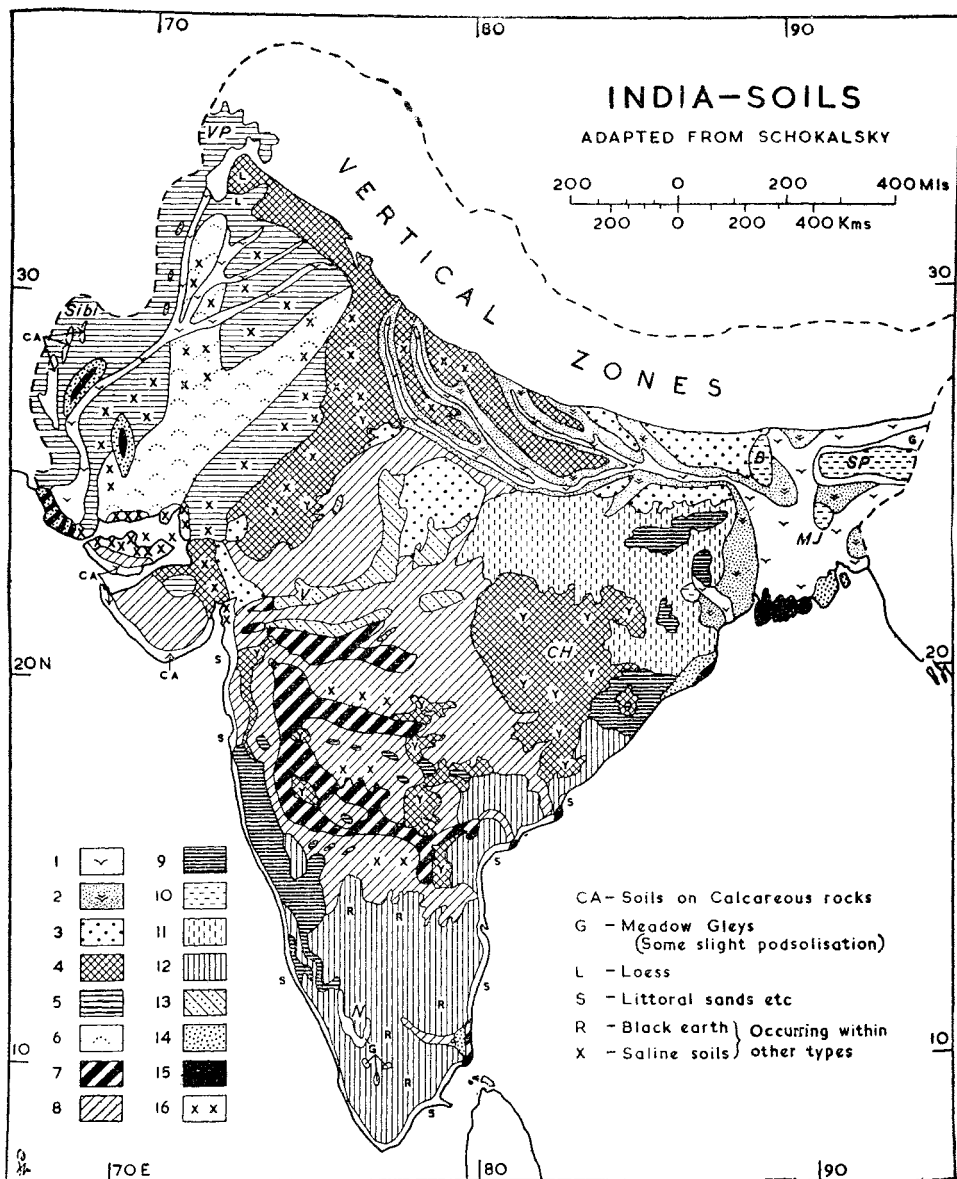 70 80 90
INDIA-SOILS
ADAPTED FROM SCHOKALSKY
200 0 200 400 Mls
200 0 200 400 Kms
VP
VERTICAL
ZONES
L
L
X X X X X X X X X X X
30 30
Sibi
CA
Y Y
B
G
SP
MJ
CA
V
CA
20 N 20
CH
Y Y Y Y Y Y Y
R
S S S S S S S S
X X X X X X X
R R R R R R
N
G
1 9
2 10
3 11
4 12
5 13
6 14
7 15
8 16 x x
CA - Soils on Calcareous rocks
G - Meadow Gleys
(Some slight podsolisation)
L - Loess
S - Littoral sands etc
R - Black earth } Occurring within
X - Saline soils } other types
10 10
70 E 80 90